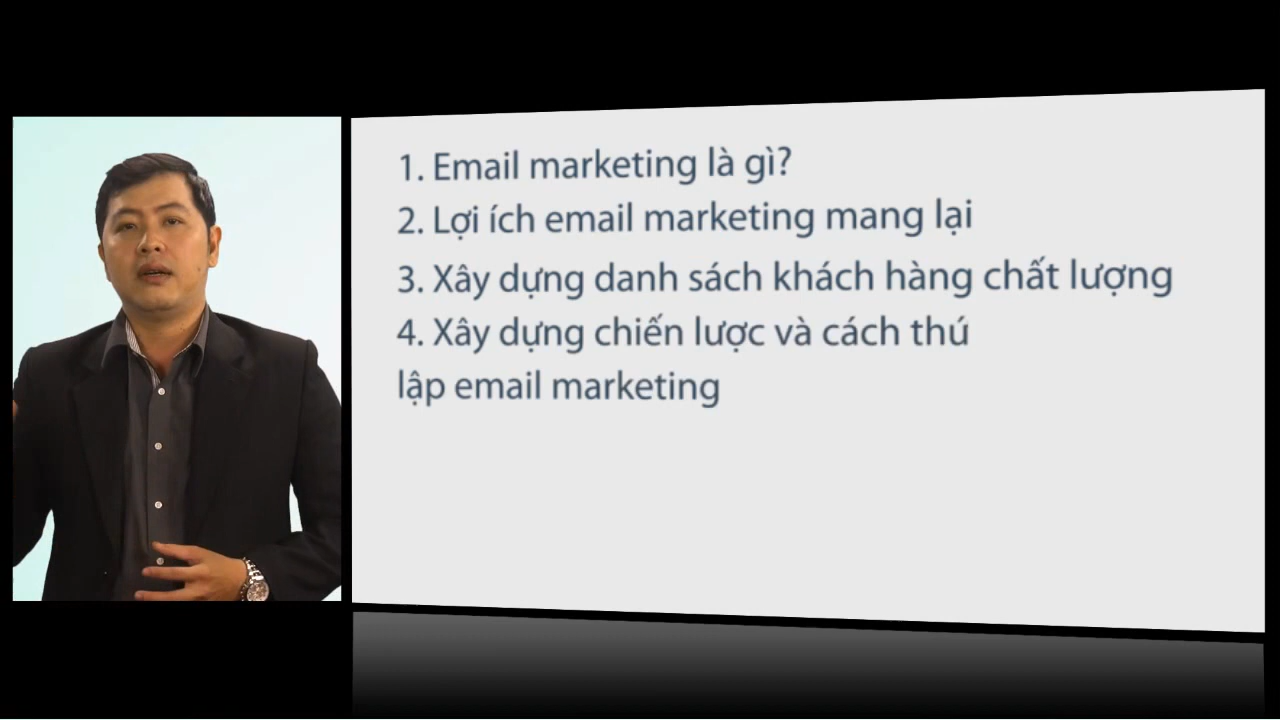 1. Email marketing là gì?
2. Lợi ích email marketing mang lại
3. Xây dựng danh sách khách hàng chất lượng
4. Xây dựng chiến lược và cách thú
lập email marketing